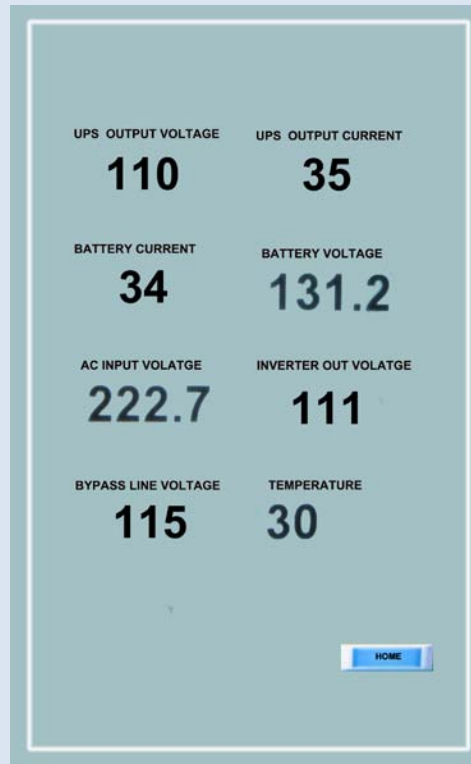 UPS OUTPUT VOLTAGE UPS OUTPUT CURRENT
110 35
BATTERY CURRENT BATTERY VOLTAGE
34 131.2
AC INPUT VOLATGE INVERTER OUT VOLATGE
222.7 111
BYPASS LINE VOLTAGE TEMPERATURE
115 30
HOME